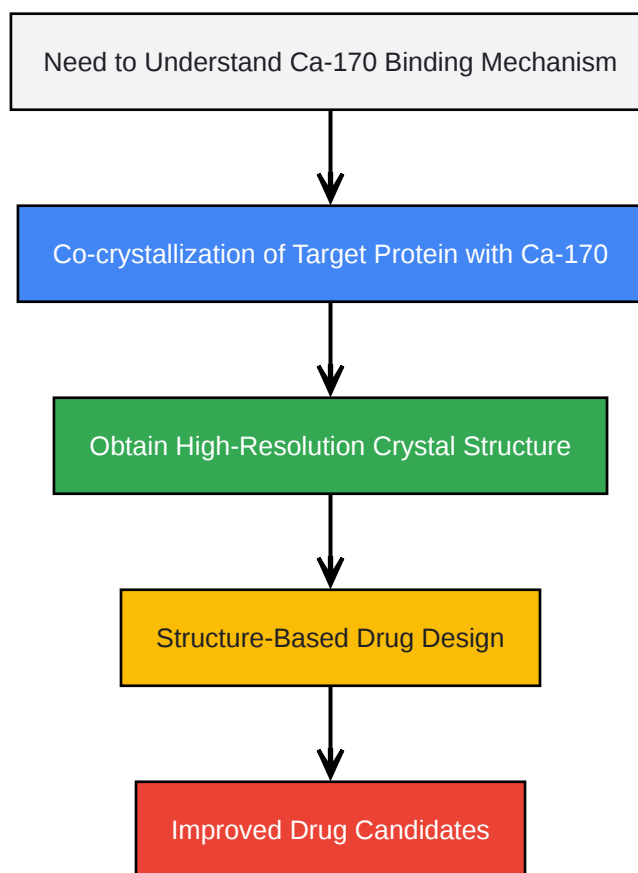 Need to Understand Ca-170 Binding Mechanism
Co-crystallization of Target Protein with Ca-170
Obtain High-Resolution Crystal Structure
Structure-Based Drug Design
Improved Drug Candidates